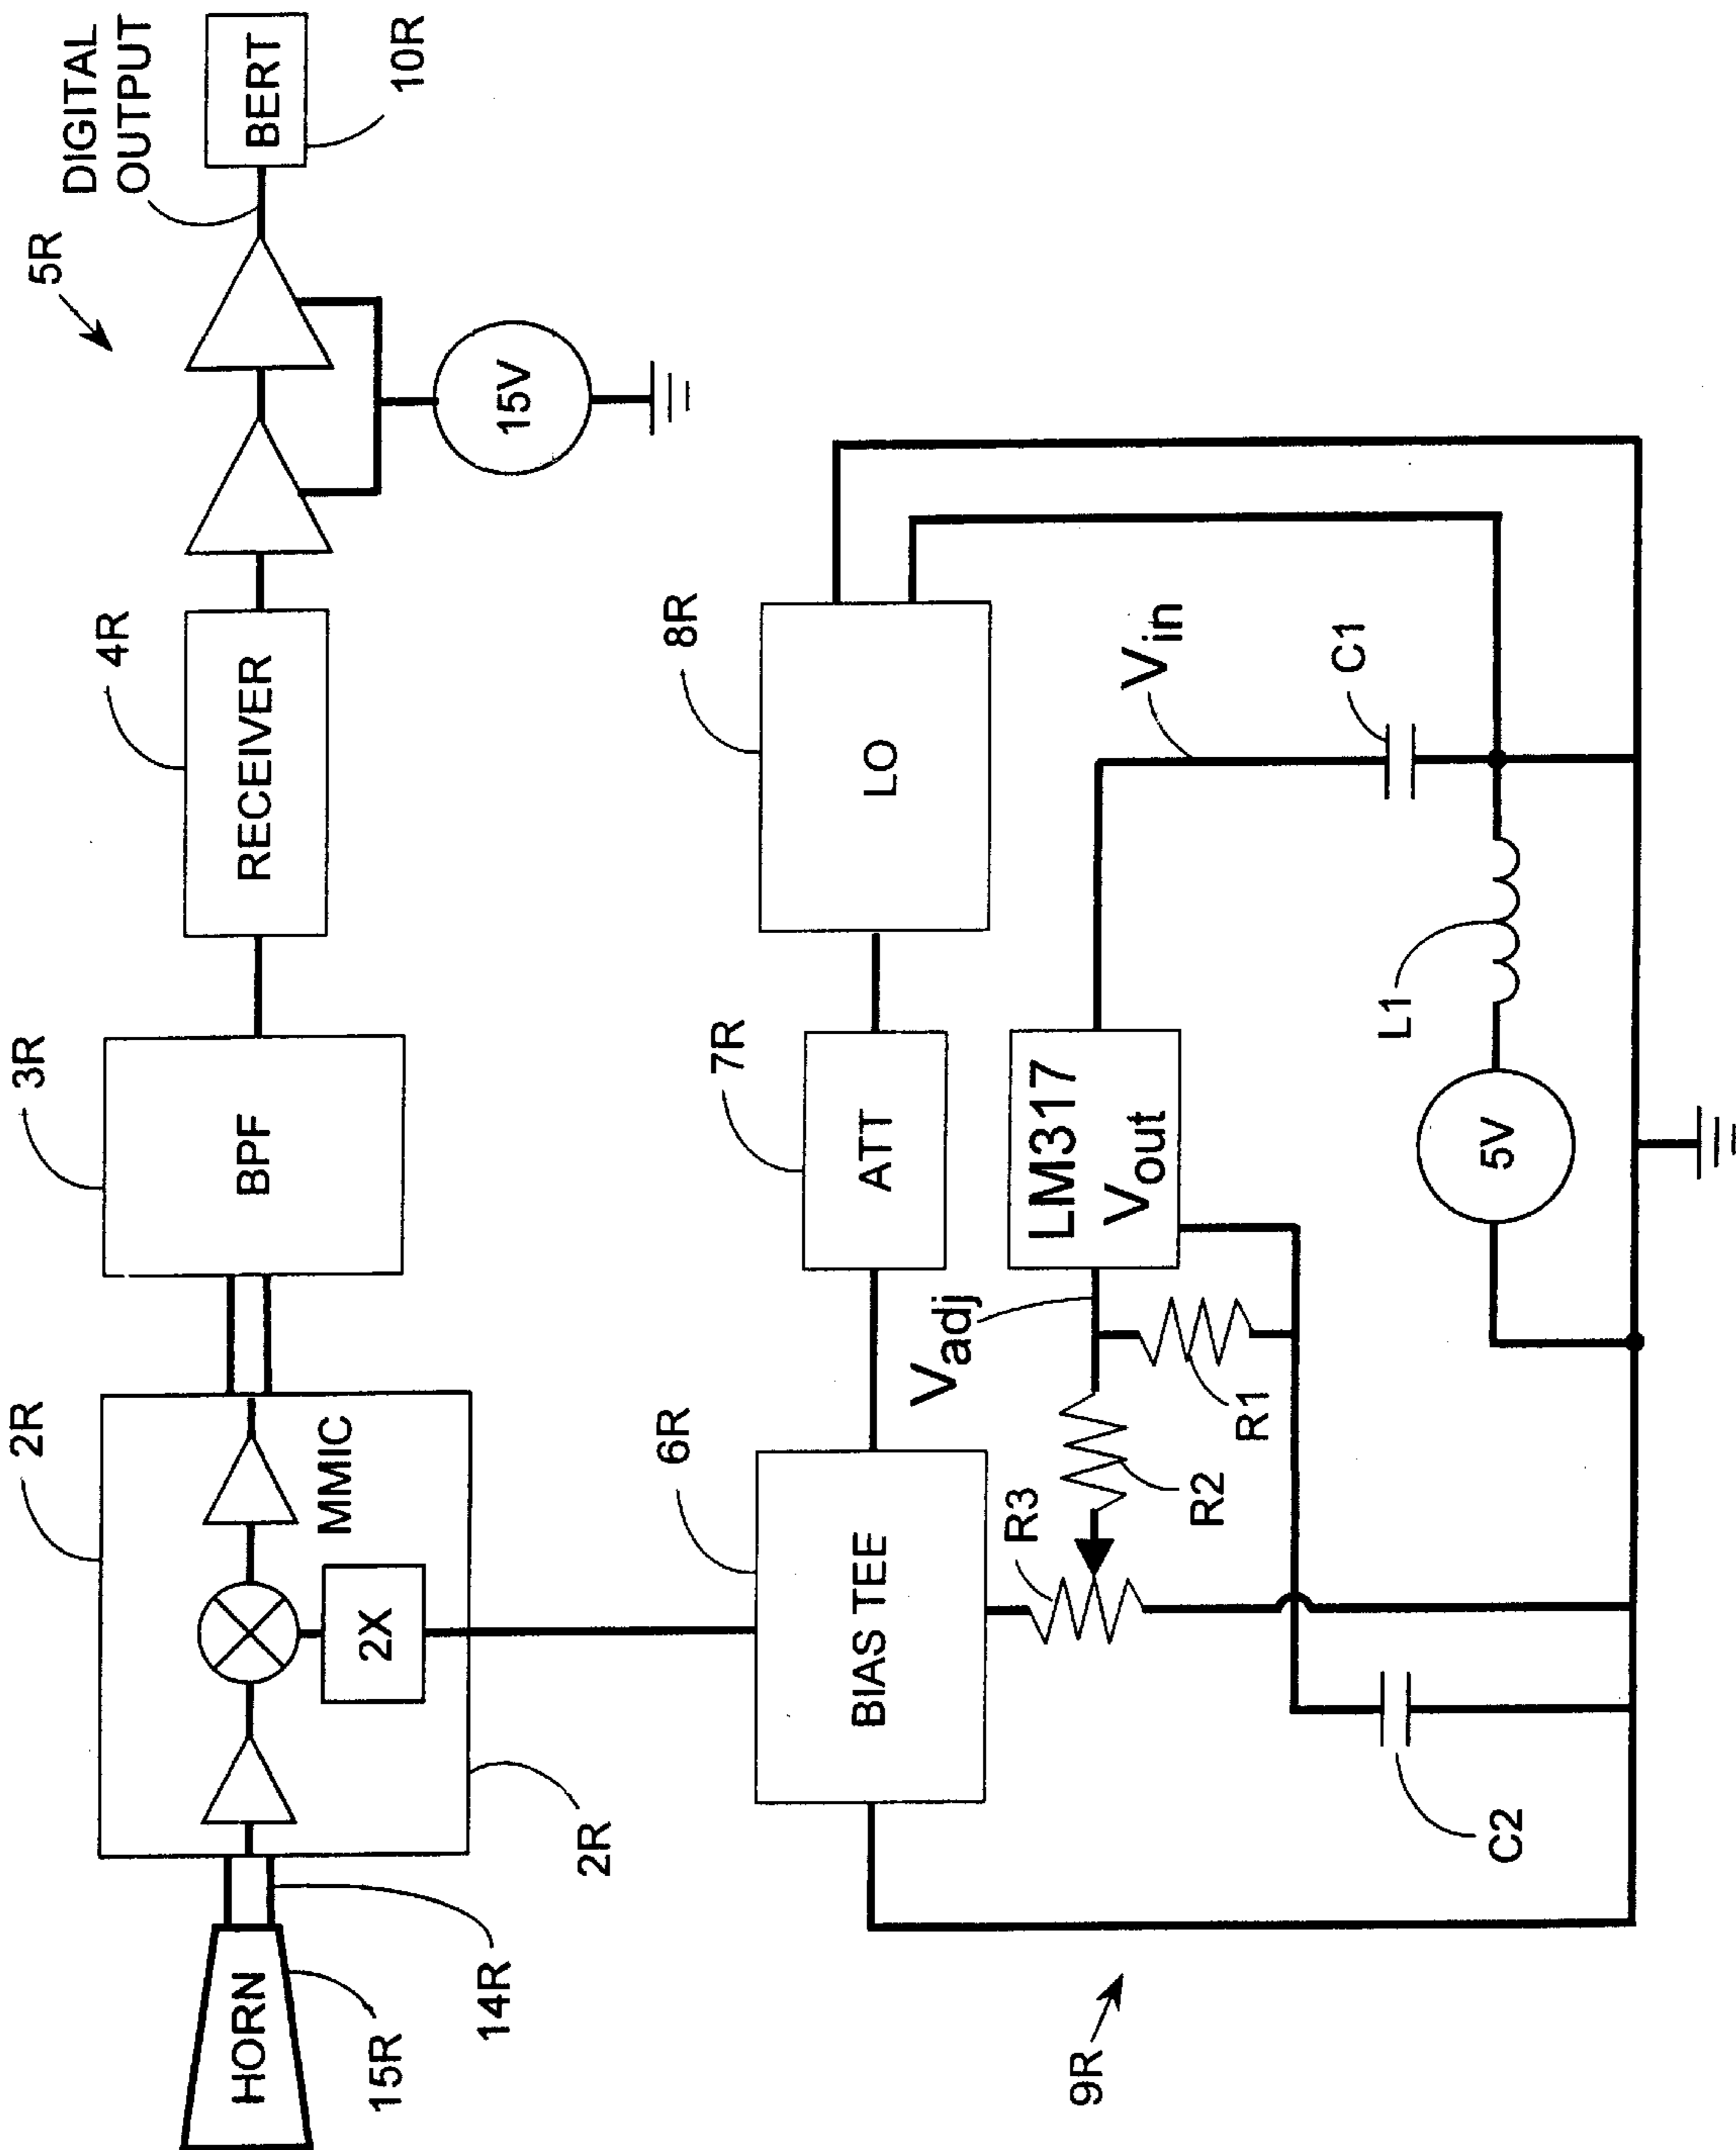 HORN
15R
14R
2R
MMIC
2X
2R
3R
BPF
4R
RECEIVER
5R
15V
DIGITAL
OUTPUT
BERT
10R
9R
6R
BIAS TEE
7R
ATT
8R
LO
R3
R2
R1
Vadj
LM317
Vout
Vin
C1
C2
5V
L1